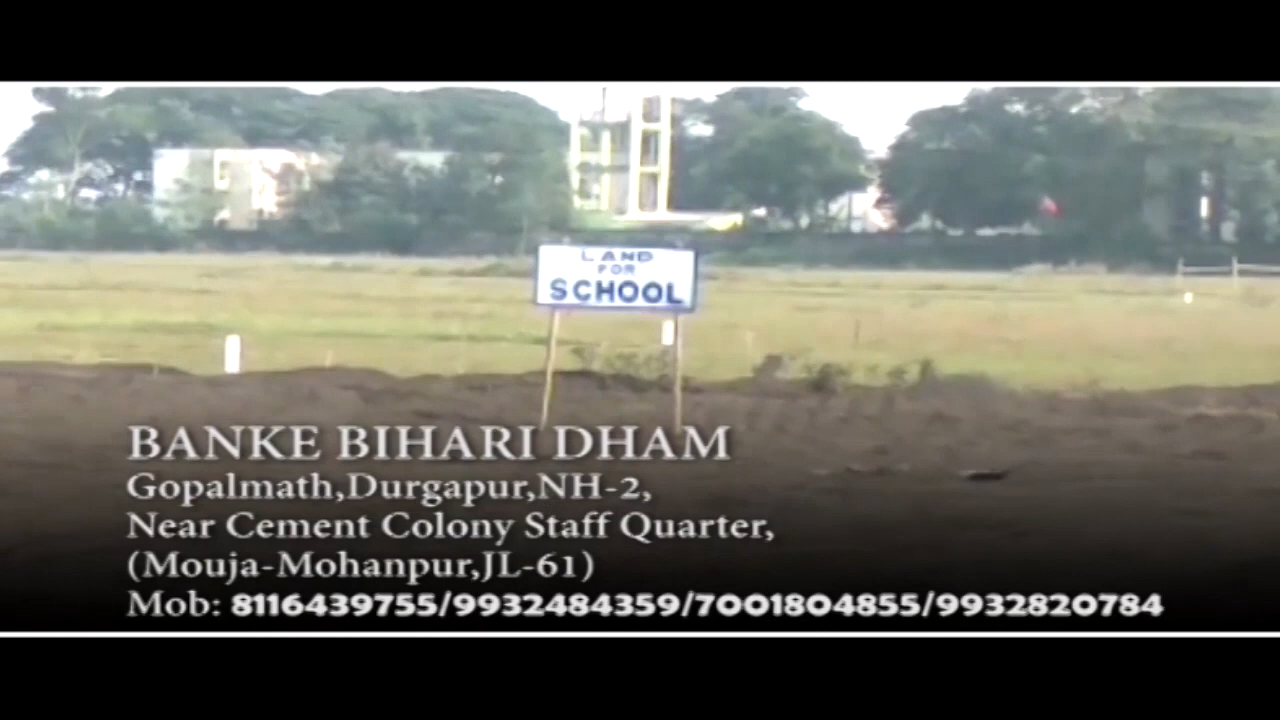 LAND
FOR
SCHOOL
BANKE BIHARI DHAM
Gopalmath,Durgapur,NH-2,
Near Cement Colony Staff Quarter,
(Mouja-Mohanpur,JL-61)
Mob: 8116439755/9932484359/7001804855/9932820784